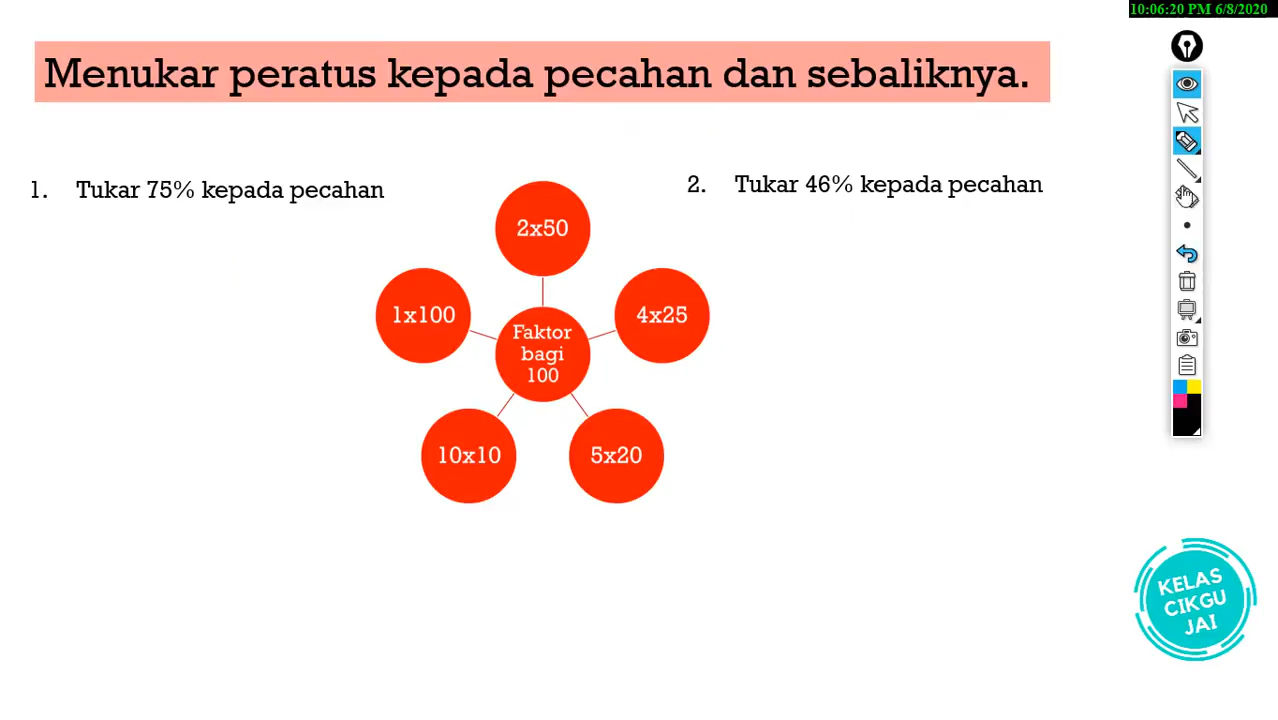 10:06:20 PM 6/8/2020
Menukar peratus kepada pecahan dan sebaliknya.
1. Tukar 75% kepada pecahan
2. Tukar 46% kepada pecahan
2x50
1x100
4x25
Faktor
bagi
100
10x10
5x20
KELAS
CIKGU
JAI